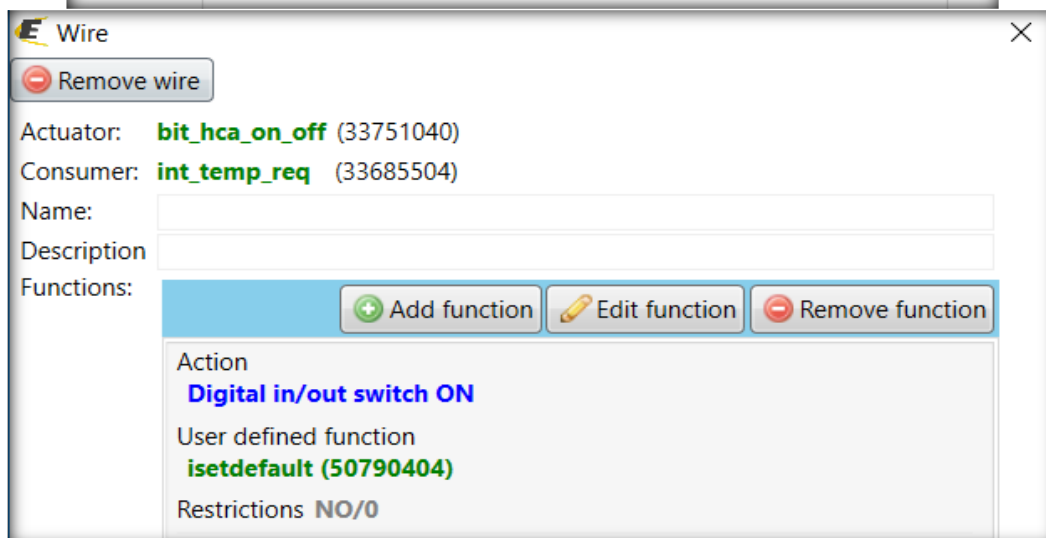 Wire
Remove wire
Actuator: bit_hca_on_off (33751040)
Consumer: int_temp_req (33685504)
Name:
Description
Functions:
Add function Edit function Remove function
Action
Digital in/out switch ON
User defined function
isetdefault (50790404)
Restrictions NO/0